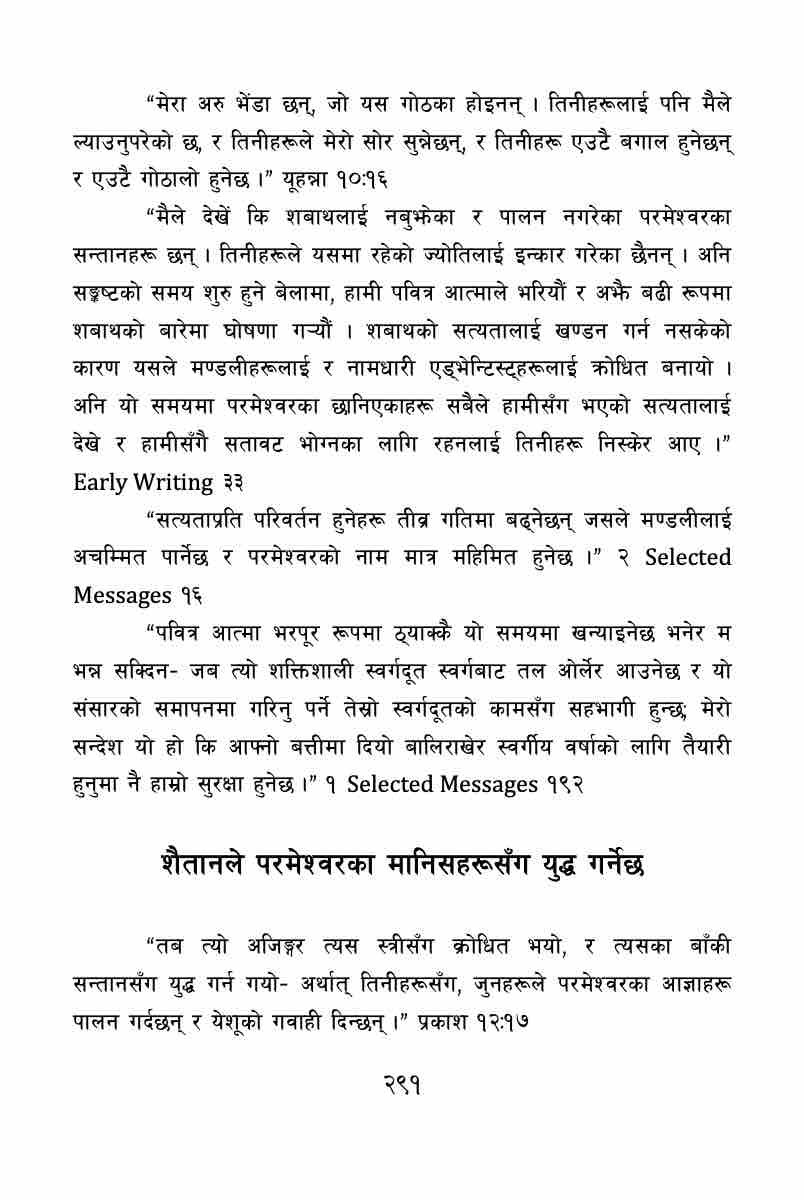 “मेरा अरु भेंडा छन्, जो यस गोठका होइनन् । तिनीहरूलाई पनि मैले
ल्याउनुपरेको छ, र तिनीहरूले मेरो सोर सुन्नेछन्, र तिनीहरू एउटै बगाल हुनेछन्
र एउटै गोठालो हुनेछ ।” यूहन्ना १०:१६
“मैले देखें कि शबाथलाई नबुझेका र पालन नगरेका परमेश्वरका
सन्तानहरू छन् । तिनीहरूले यसमा रहेको ज्योतिलाई इन्कार गरेका छैनन् । अनि
सङ्कष्टको समय शुरु हुने बेलामा, हामी पवित्र आत्माले भरियौं र अझै बढी रूपमा
शबाथको बारेमा घोषणा गऱ्यौं । शबाथको सत्यतालाई खण्डन गर्न नसकेको
कारण यसले मण्डलीहरूलाई र नामधारी एड्भेन्टिस्ट्हरूलाई क्रोधित बनायो ।
अनि यो समयमा परमेश्वरका छानिएकाहरू सबैले हामीसँग भएको सत्यतालाई
देखे र हामीसँगै सतावट भोग्नका लागि रहनलाई तिनीहरू निस्केर आए ।”
Early Writing ३३
“सत्यताप्रति परिवर्तन हुनेहरू तीव्र गतिमा बढ्नेछन् जसले मण्डलीलाई
अचम्मित पार्नेछ र परमेश्वरको नाम मात्र महिमित हुनेछ ।” २ Selected
Messages १६
“पवित्र आत्मा भरपूर रूपमा ठ्याक्कै यो समयमा खन्याइनेछ भनेर म
भन्न सक्दिन- जब त्यो शक्तिशाली स्वर्गदूत स्वर्गबाट तल ओर्लेर आउनेछ र यो
संसारको समापनमा गरिनु पर्ने तेस्रो स्वर्गदूतको कामसँग सहभागी हुन्छ; मेरो
सन्देश यो हो कि आफ्नो बत्तीमा दियो बालिराखेर स्वर्गीय वर्षाको लागि तैयारी
हुनुमा नै हाम्रो सुरक्षा हुनेछ ।” १ Selected Messages १९२
शैतानले परमेश्वरका मानिसहरूसँग युद्ध गर्नेछ
“तब त्यो अजिङ्गर त्यस स्त्रीसँग क्रोधित भयो, र त्यसका बाँकी
सन्तानसँग युद्ध गर्न गयो- अर्थात् तिनीहरूसँग, जुनहरूले परमेश्वरका आज्ञाहरू
पालन गर्दछन् र येशूको गवाही दिन्छन् ।” प्रकाश १२:१७
२९१